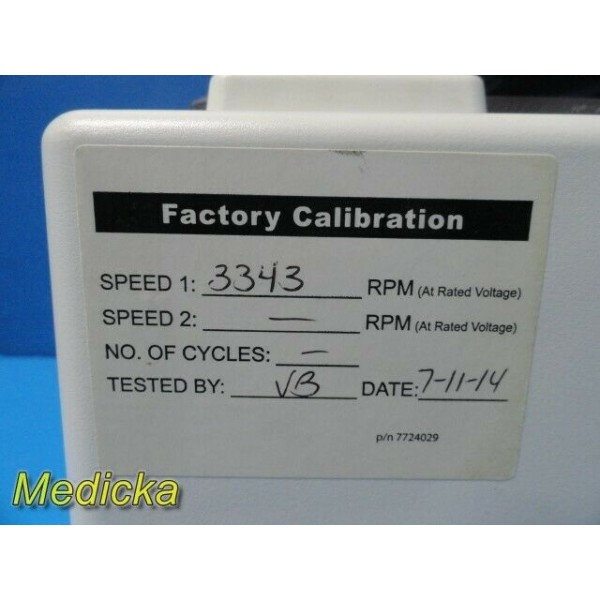 Factory Calibration
SPEED 1: 3343 RPM (At Rated Voltage)
SPEED 2: — RPM (At Rated Voltage)
NO. OF CYCLES: —
TESTED BY: VB DATE: 7-11-14
p/n 7724029
Medicka